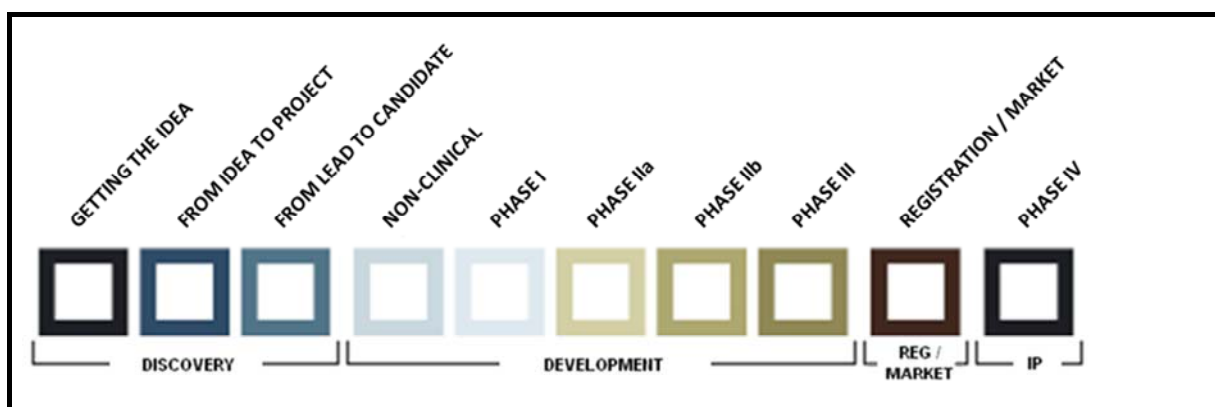 GETTING THE IDEA
FROM IDEA TO PROJECT
FROM LEAD TO CANDIDATE
NON-CLINICAL
PHASE I
PHASE IIa
PHASE IIb
PHASE III
REGISTRATION / MARKET
PHASE IV
DISCOVERY
DEVELOPMENT
REG /
MARKET
IP